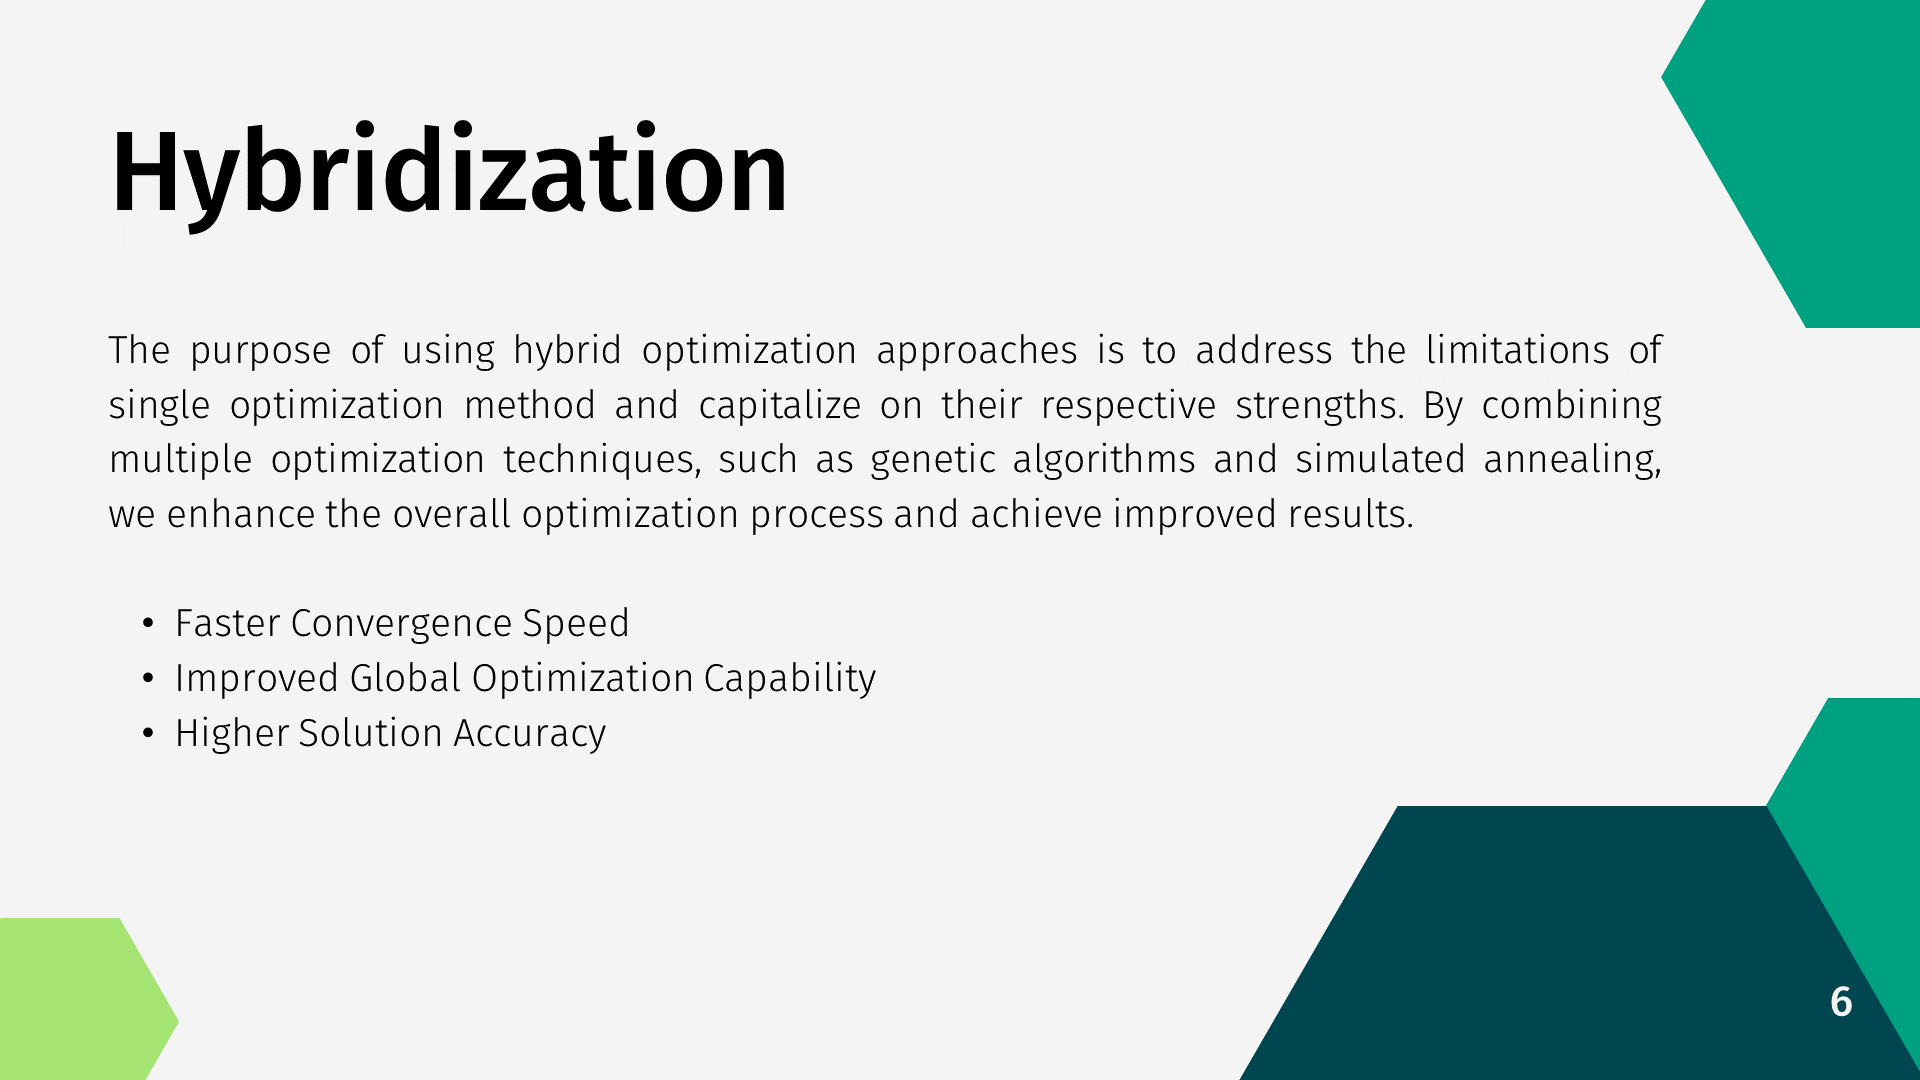 Hybridization
The purpose of using hybrid optimization approaches is to address the limitations of
single optimization method and capitalize on their respective strengths. By combining
multiple optimization techniques, such as genetic algorithms and simulated annealing,
we enhance the overall optimization process and achieve improved results.
• Faster Convergence Speed
• Improved Global Optimization Capability
• Higher Solution Accuracy
6